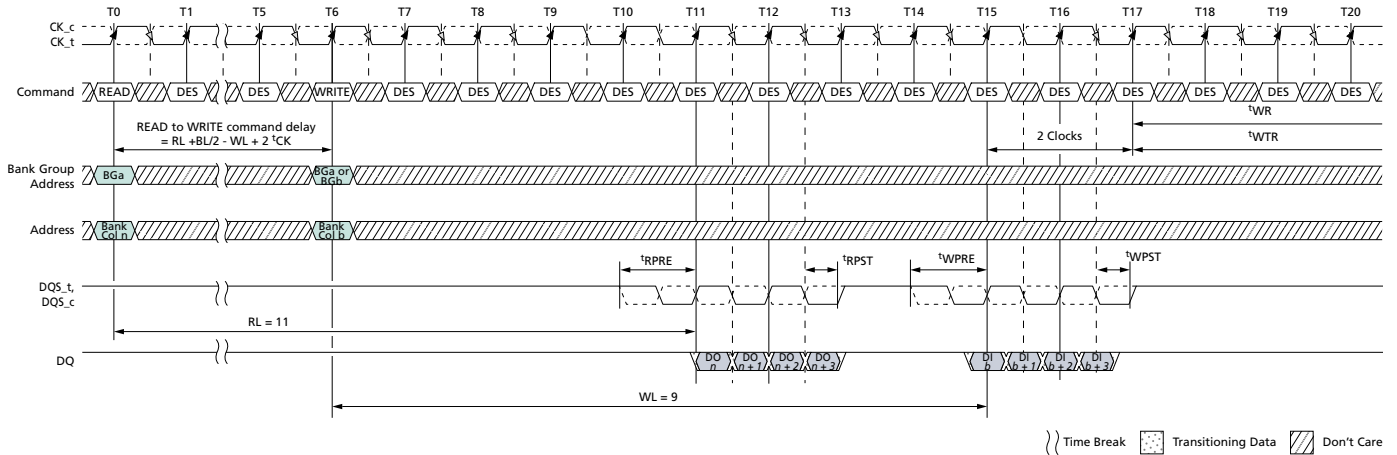 T0 T1 T5 T6 T7 T8 T9 T10 T11 T12 T13 T14 T15 T16 T17 T18 T19 T20
CK_c
CK_t
Command READ DES DES WRITE DES DES DES DES DES DES DES DES DES DES DES DES DES DES
READ to WRITE command delay
= RL +BL/2 - WL + 2 tCK
2 Clocks
tWR
tWTR
Bank Group
Address
BGa
BGa or
BGb
Address
Bank
Col n
Bank
Col b
tRPRE tRPST tWPRE tWPST
DQS_t,
DQS_c
RL = 11
DQ
DO
n
DO
n + 1
DO
n + 2
DO
n + 3
DI
b
DI
b + 1
DI
b + 2
DI
b + 3
WL = 9
Time Break Transitioning Data Don't Care